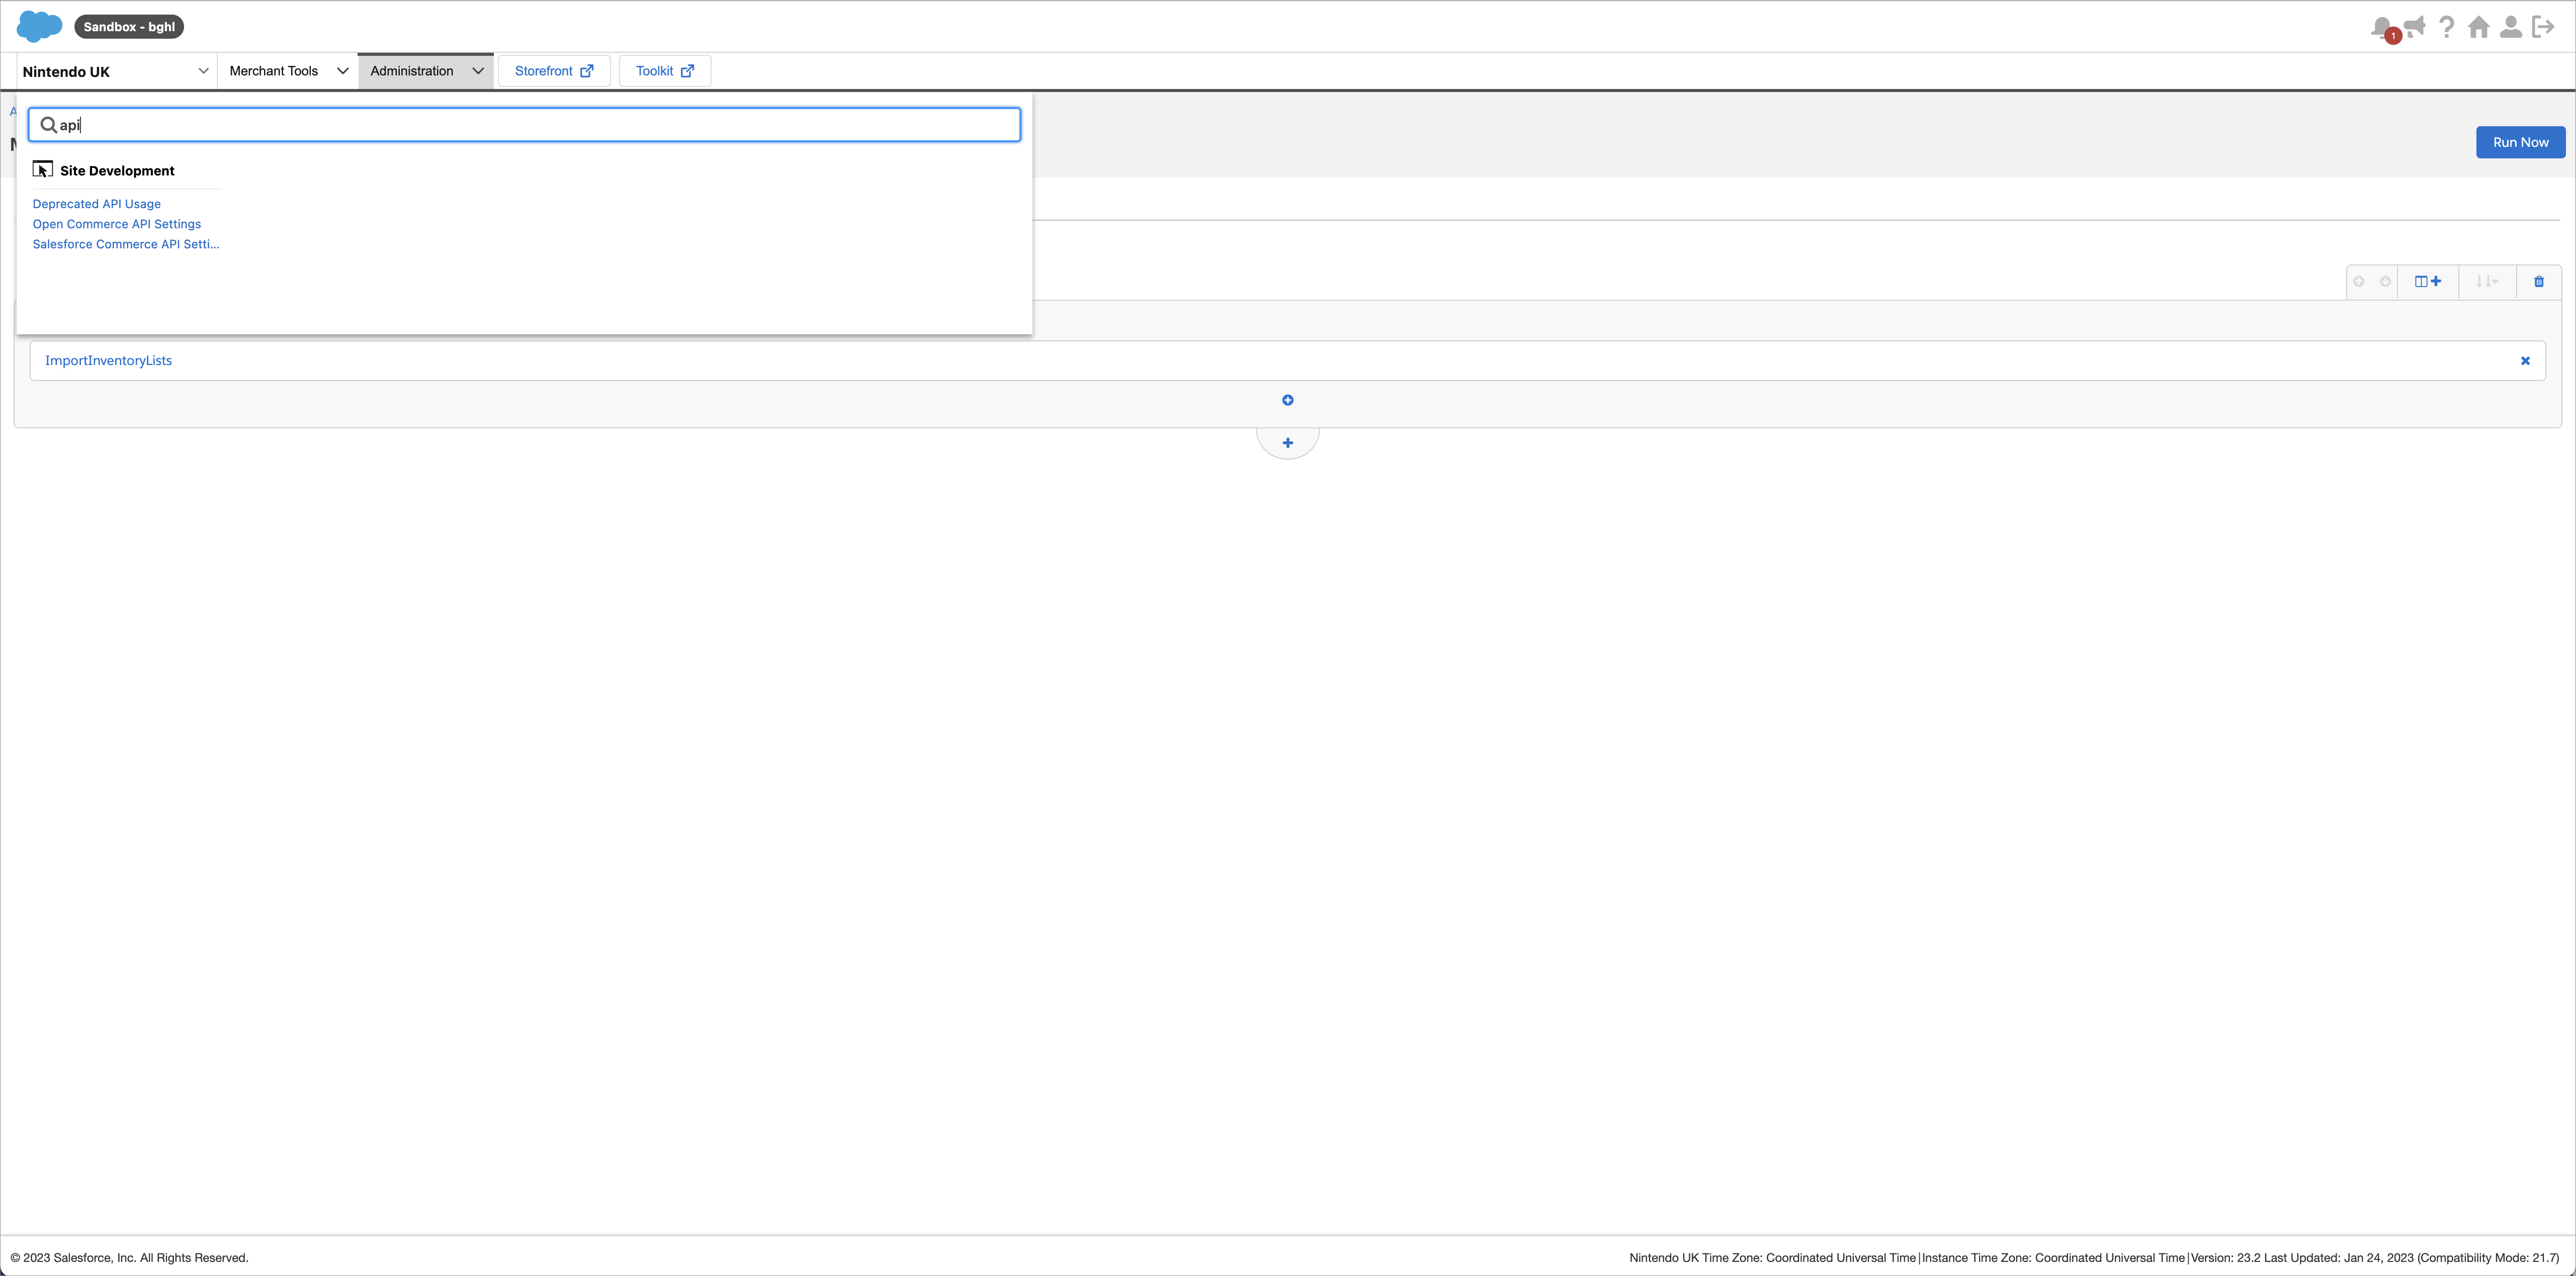 Sandbox - bghl
1
Nintendo UK
Merchant Tools
Administration
Storefront
Toolkit
api
Run Now
Site Development
Deprecated API Usage
Open Commerce API Settings
Salesforce Commerce API Setti...
ImportInventoryLists
© 2023 Salesforce, Inc. All Rights Reserved.
Nintendo UK Time Zone: Coordinated Universal Time | Instance Time Zone: Coordinated Universal Time | Version: 23.2 Last Updated: Jan 24, 2023 (Compatibility Mode: 21.7)